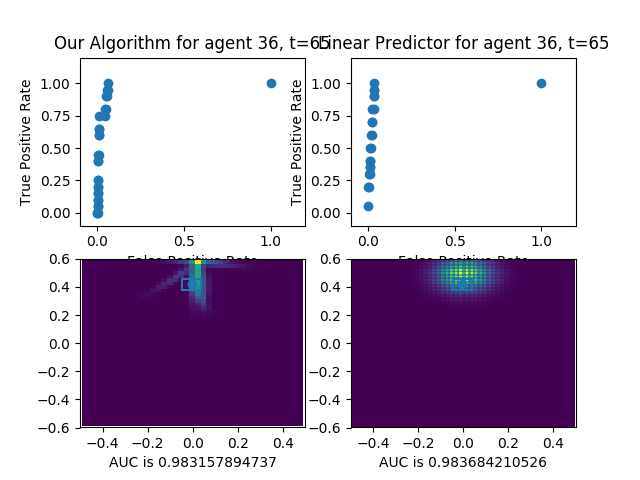 Our Algorithm for agent 36, t=65
Linear Predictor for agent 36, t=65
True Positive Rate
1.00
0.75
0.50
0.25
0.00
0.0 0.5 1.0
False Positive Rate
True Positive Rate
1.00
0.75
0.50
0.25
0.00
0.0 0.5 1.0
False Positive Rate
0.6
0.4
0.2
0.0
−0.2
−0.4
−0.6
−0.4 −0.2 0.0 0.2 0.4
AUC is 0.983157894737
0.6
0.4
0.2
0.0
−0.2
−0.4
−0.6
−0.4 −0.2 0.0 0.2 0.4
AUC is 0.983684210526